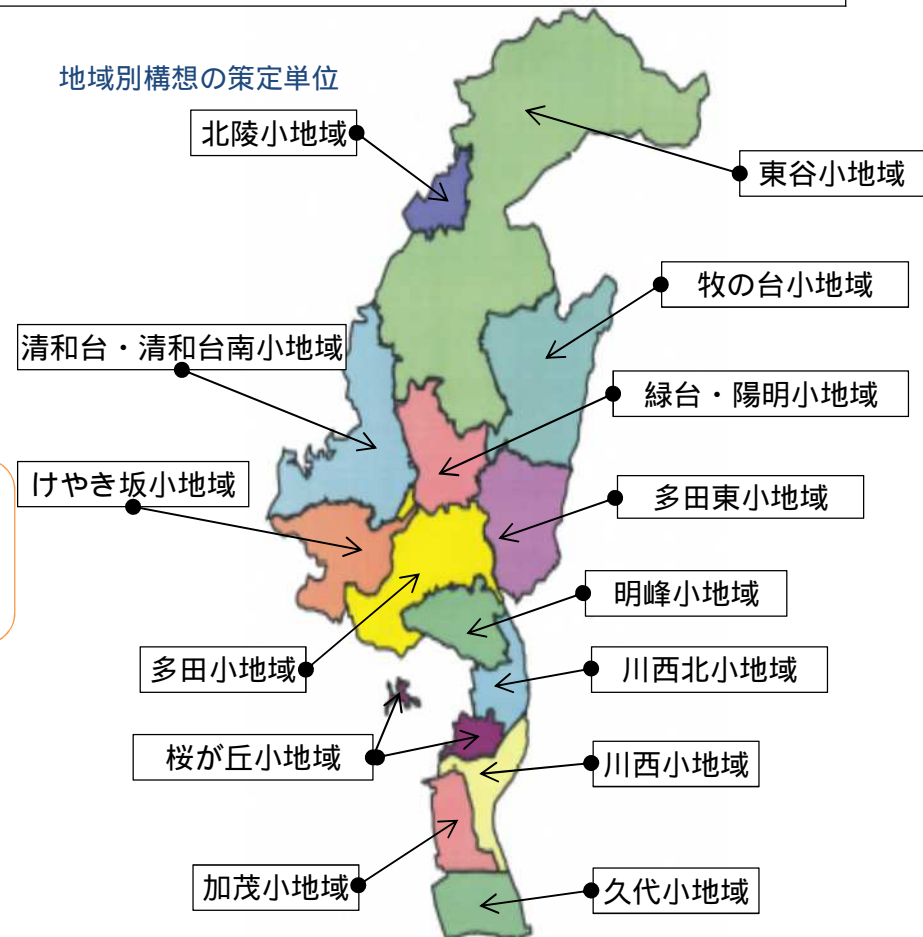 地域別構想の策定単位
北陵小地域
東谷小地域
牧の台小地域
清和台・清和台南小地域
緑台・陽明小地域
けやき坂小地域
多田東小地域
明峰小地域
多田小地域
川西北小地域
桜が丘小地域
川西小地域
加茂小地域
久代小地域